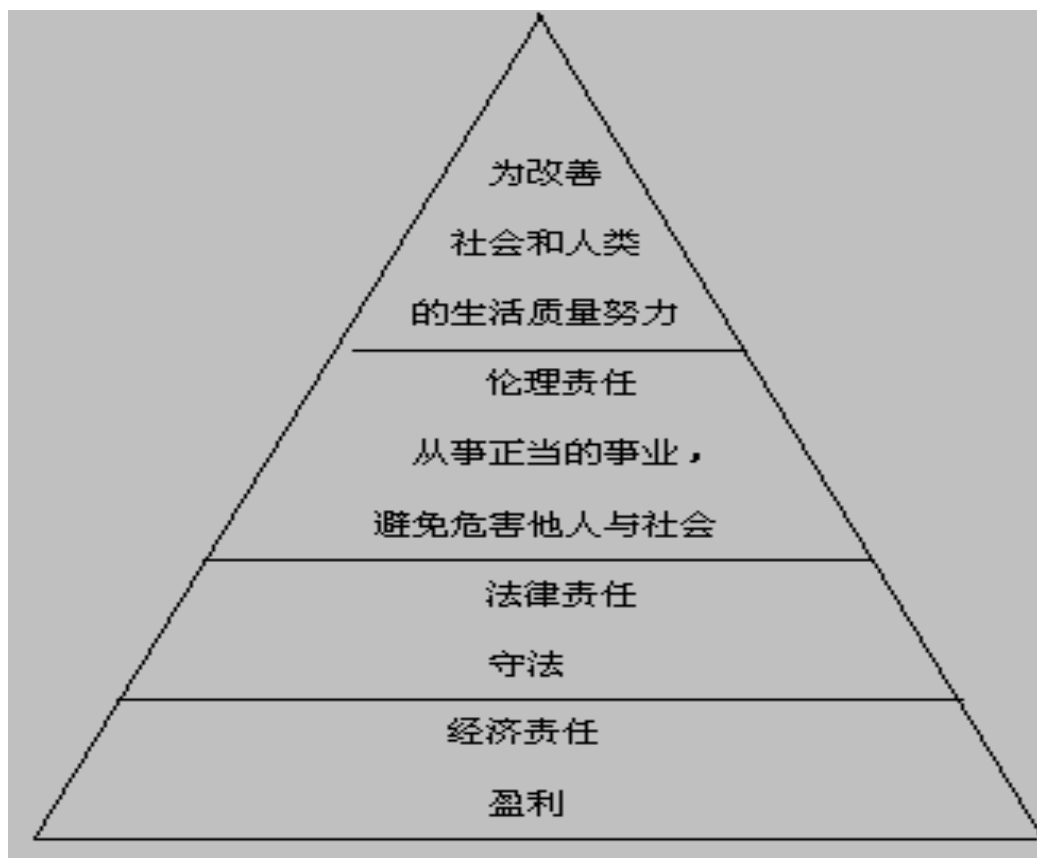 为改善
社会和人类
的生活质量努力
伦理责任
从事正当的事业，
避免危害他人与社会
法律责任
守法
经济责任
盈利